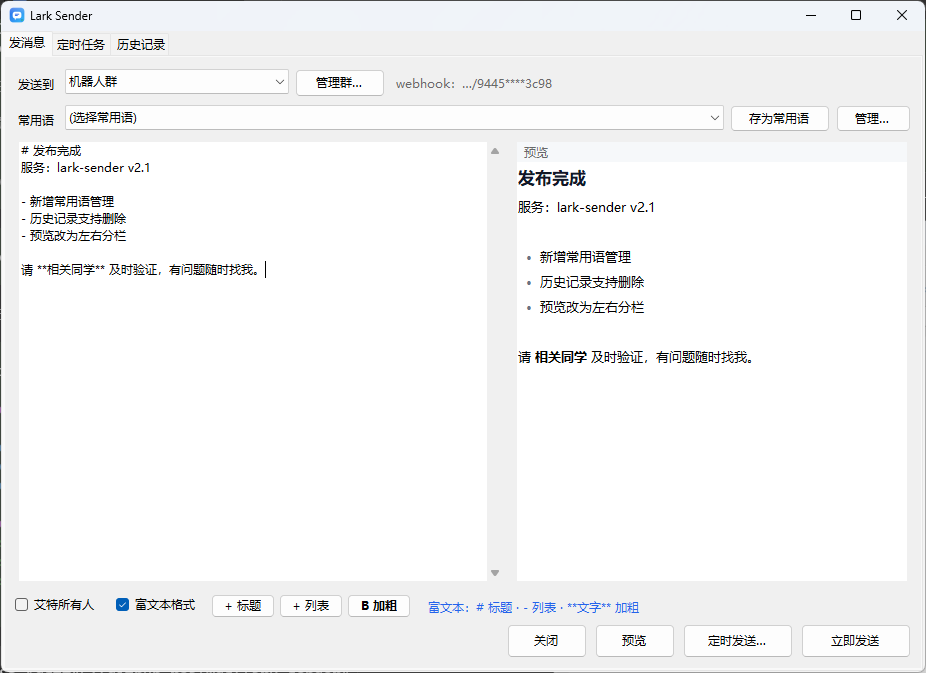 Lark Sender
发消息 定时任务 历史记录
发送到 机器人群 管理群... webhook: .../9445****3c98
常用语 (选择常用语) 存为常用语 管理...
# 发布完成
服务：lark-sender v2.1
- 新增常用语管理
- 历史记录支持删除
- 预览改为左右分栏
请 **相关同学** 及时验证，有问题随时找我。
预览
发布完成
服务：lark-sender v2.1
• 新增常用语管理
• 历史记录支持删除
• 预览改为左右分栏
请 相关同学 及时验证，有问题随时找我。
艾特所有人 富文本格式 + 标题 + 列表 B 加粗 富文本：# 标题 · - 列表 · **文字** 加粗
关闭 预览 定时发送... 立即发送